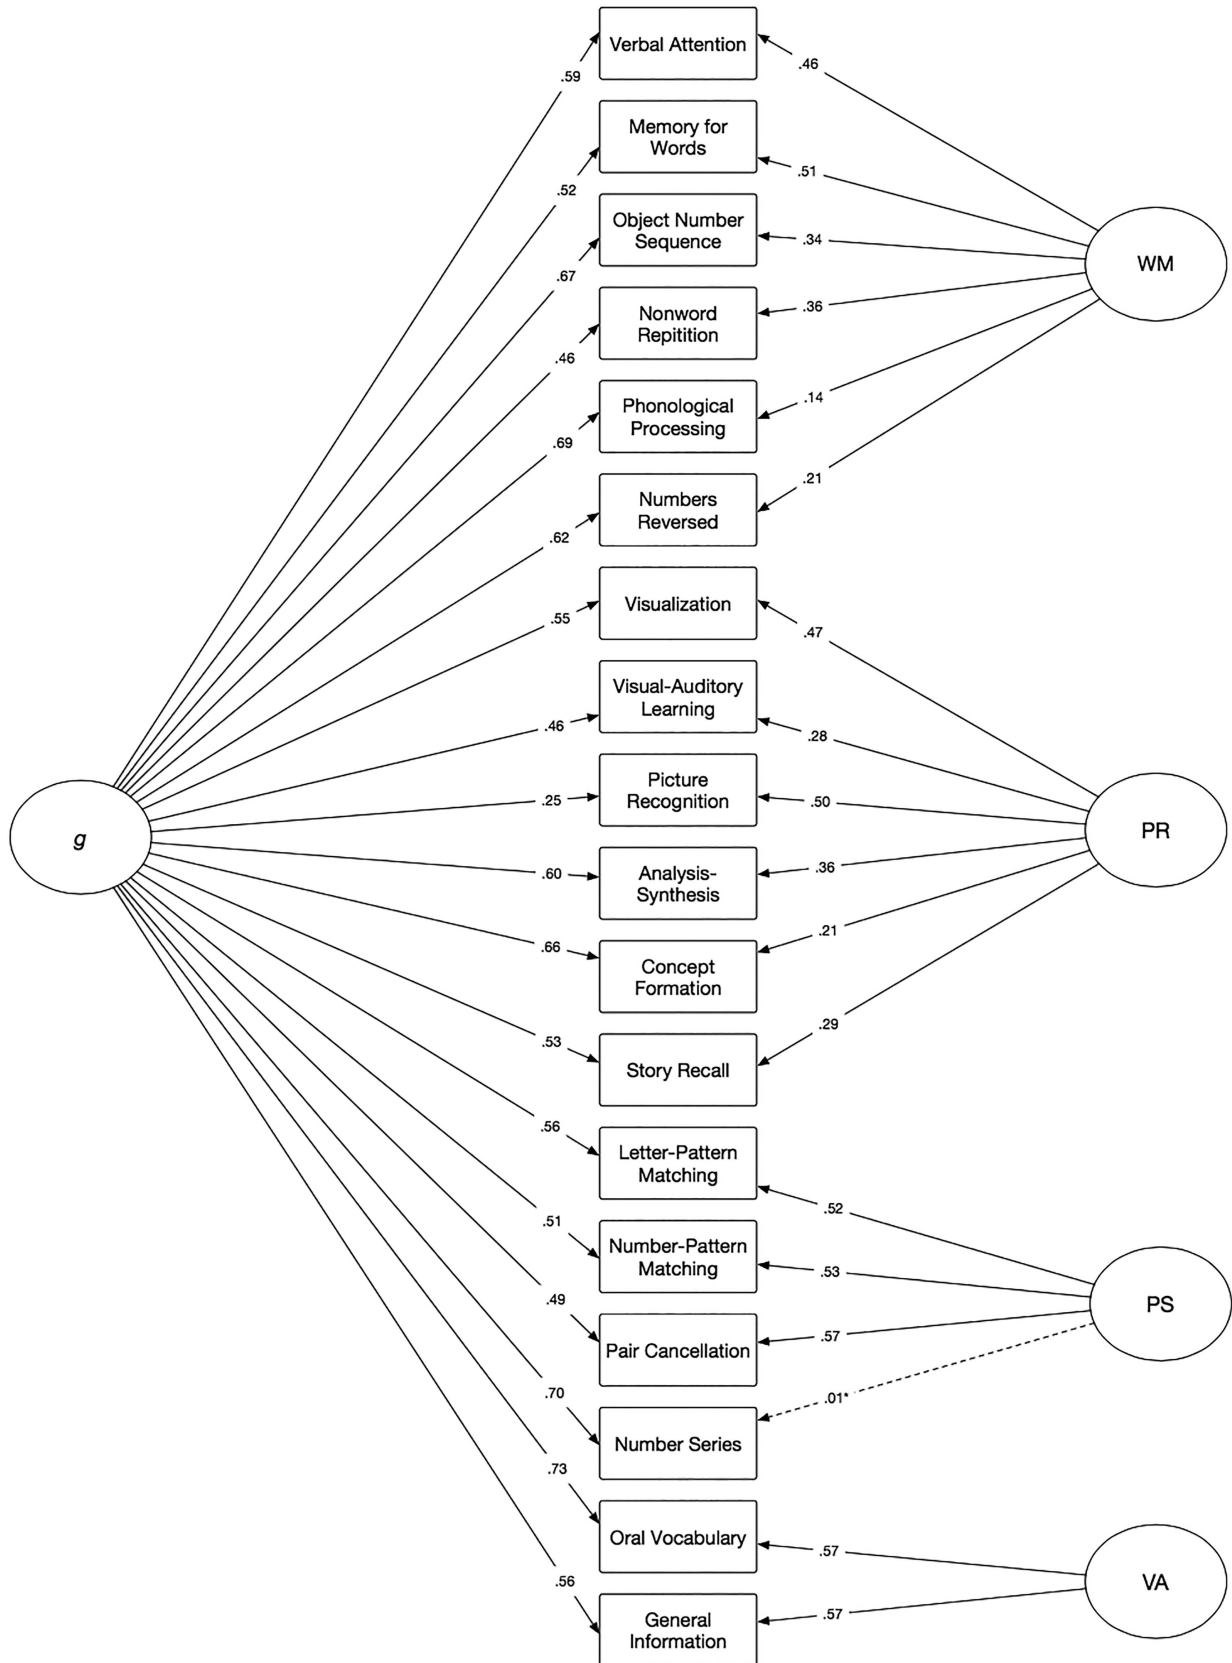 Verbal Attention
.59
.46
Memory for
Words
.52
.51
Object Number
Sequence
.67
.34
WM
Nonword
Repitition
.46
.36
Phonological
Processing
.69
.14
Numbers
Reversed
.62
.21
Visualization
.55
.47
Visual-Auditory
Learning
.46
.28
Picture
Recognition
.25
.50
g
PR
Analysis-
Synthesis
.60
.36
Concept
Formation
.66
.21
Story Recall
.53
.29
Letter-Pattern
Matching
.56
.52
Number-Pattern
Matching
.51
.53
PS
Pair Cancellation
.49
.57
Number Series
.70
.01*
Oral Vocabulary
.73
.57
VA
General
Information
.56
.57